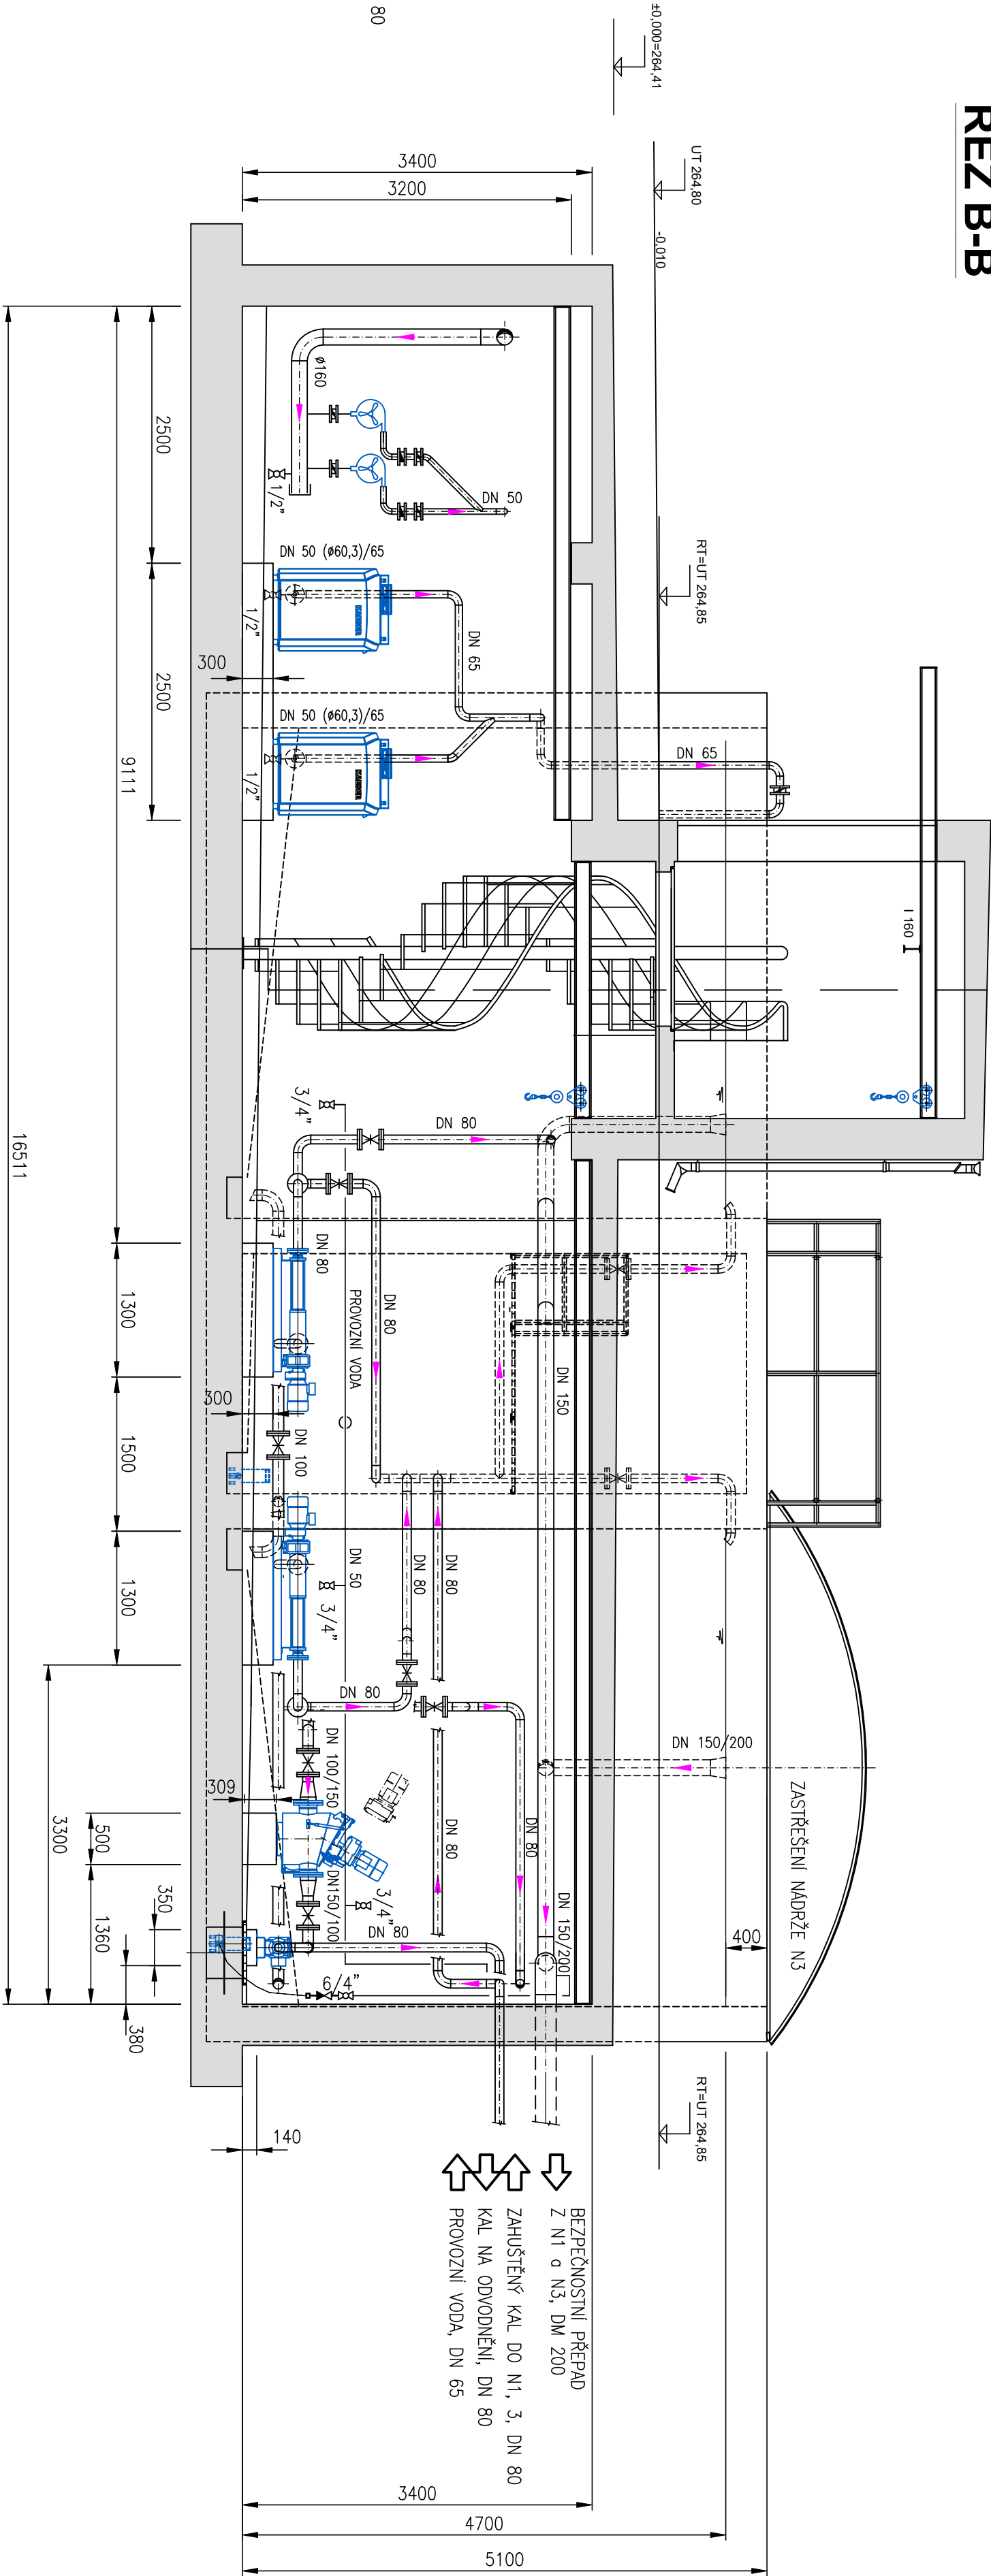 ŘEZ B-B
80
±0,000=264,41
UT 264,80
-0,010
RT=UT 264,85
3400
3200
ø160
1/2"
DN 50
DN 50 (ø60,3)/65
1/2"
DN 65
300
DN 50 (ø60,3)/65
1/2"
DN 65
2500
2500
9111
16511
I 160
3/4"
DN 80
DN 80
DN 80
PROVOZNÍ VODA
DN 150
DN 100
300
1300
1500
1300
DN 50
3/4"
DN 80
DN 80
DN 80
DN 100/150
DN 80
DN 80
DN 150/200
ZASTŘEŠENÍ NÁDRŽE N3
309
DN150/100
3/4"
DN 80
DN 150/200
6/4"
400
500
3300
350
1360
380
140
RT=UT 264,85
BEZPEČNOSTNÍ PŘEPAD
Z N1 a N3, DM 200
ZAHUŠTĚNÝ KAL DO N1, 3, DN 80
KAL NA ODVODNĚNÍ, DN 80
PROVOZNÍ VODA, DN 65
3400
4700
5100